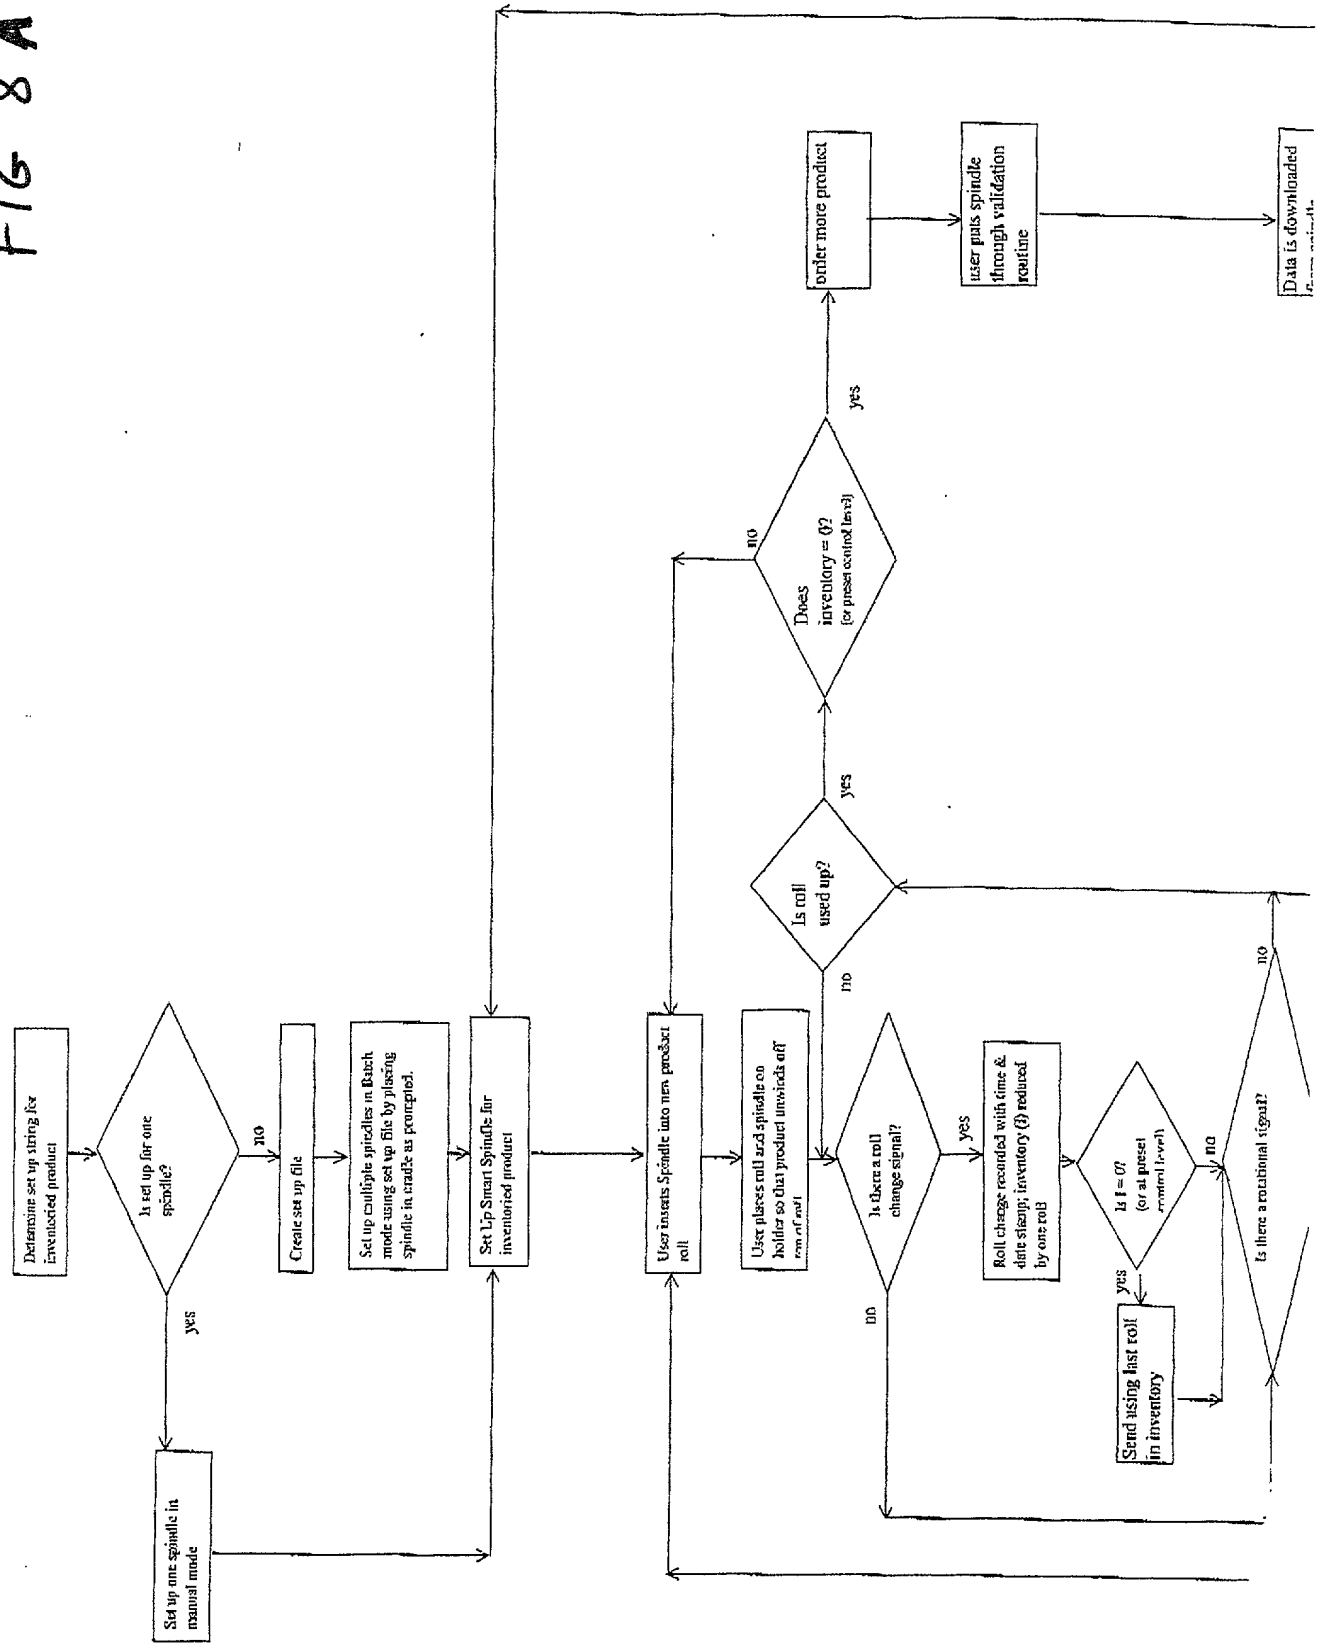 FIG 8A
Determine set up string for
inventoried product
Is set up for one
spindle?
yes
no
Set up one spindle in
manual mode
Create set up file
Set up multiple spindles in Batch
mode using set up file by placing
spindle in cradle as prompted.
Set Up Smart Spindle for
inventoried product
User inserts Spindle into new product
roll
User places roll and spindle on
holder so that product unwinds off
top of roll
Is there a roll
change signal?
no
yes
Roll change recorded with time &
date stamp; inventory (I) reduced
by one roll
Is I = 0?
(or at preset
control level)
yes
no
Send using last roll
in inventory
Is there a rotational signal?
no
Is roll
used up?
no
yes
Does
inventory = 0?
(or preset control level)
no
yes
order more product
user puts spindle
through validation
routine
Data is downloaded
from spindle